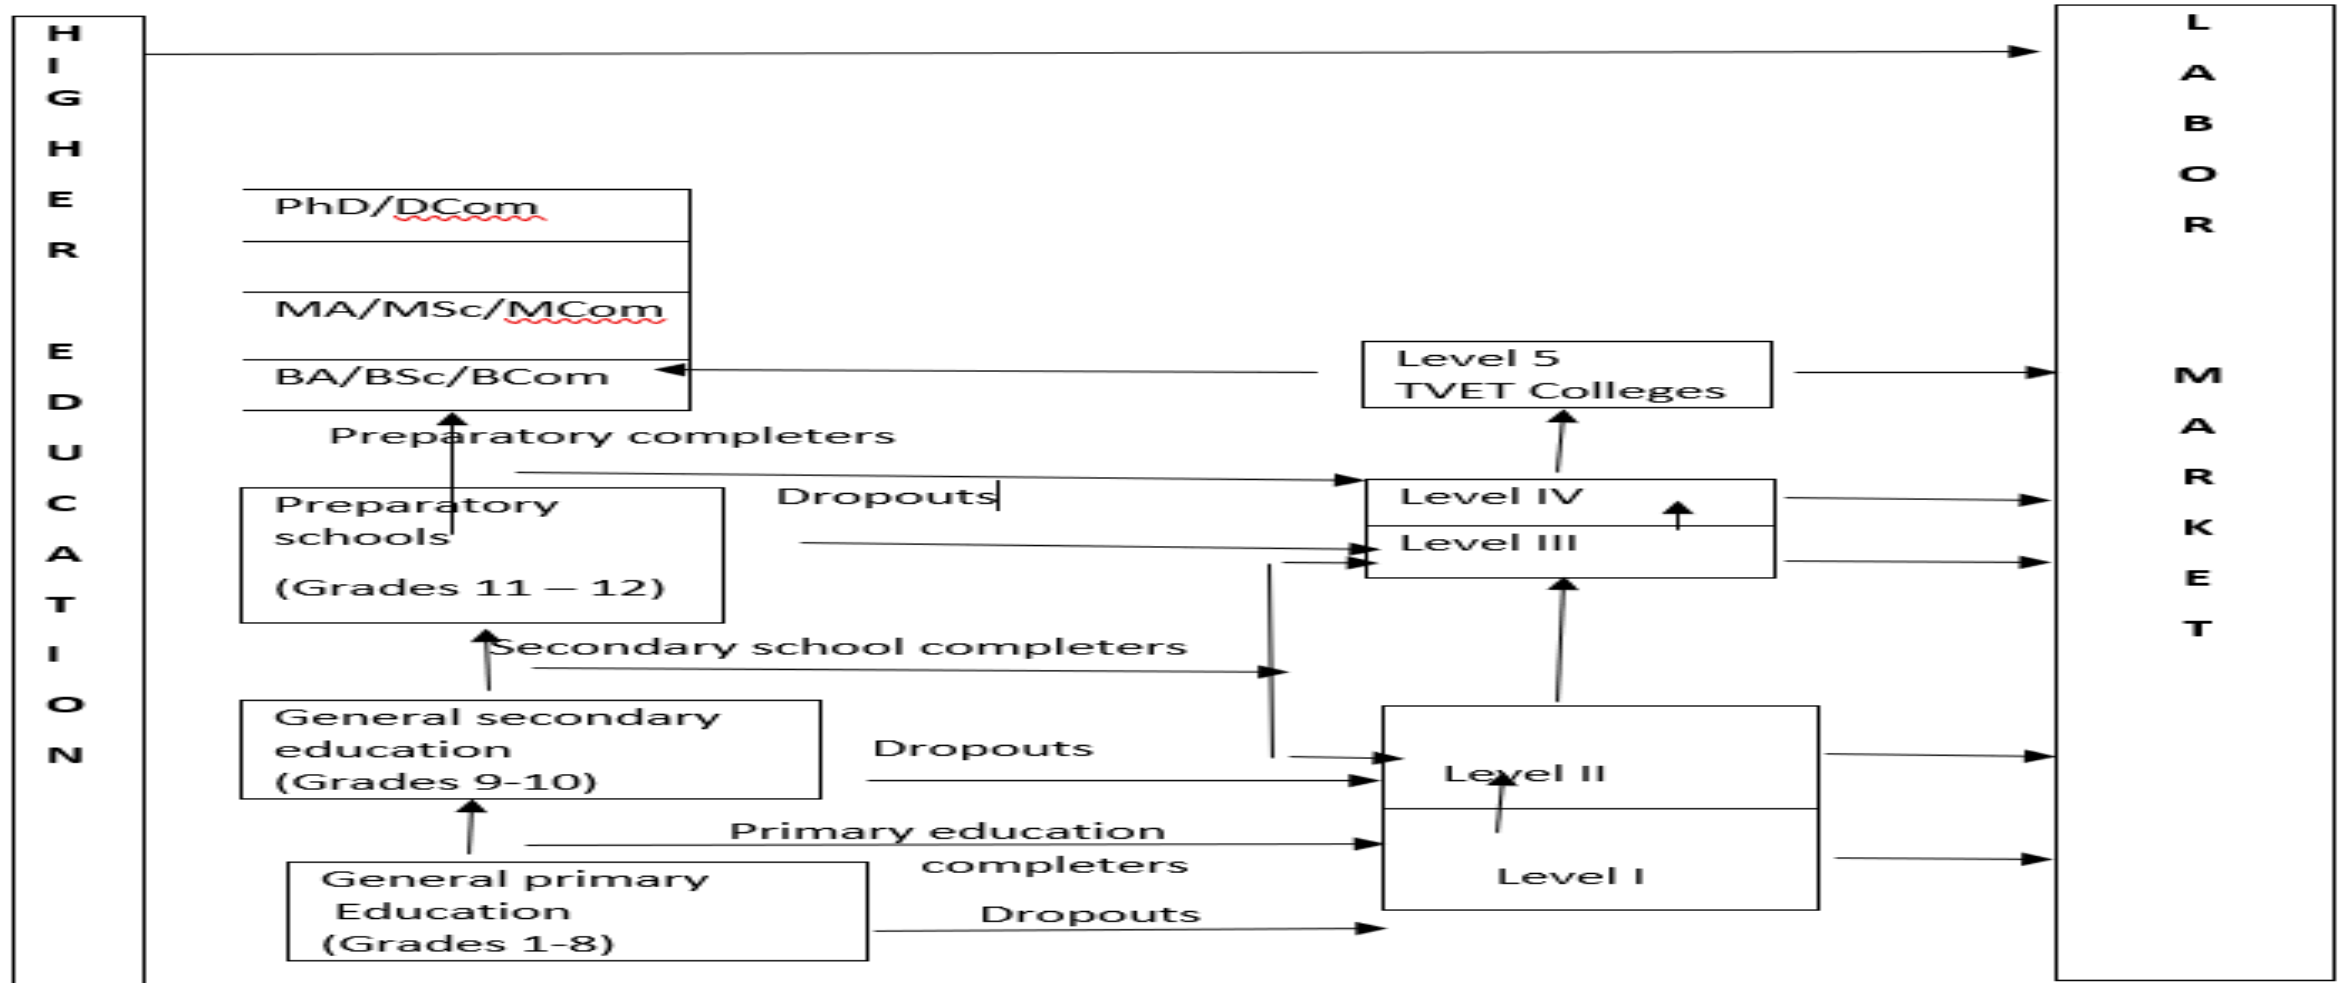 HIGHER EDUCATION
PhD/DCom
MA/MSc/MCom
BA/BSc/BCom
Preparatory completers
Preparatory
schools
(Grades 11 – 12)
Dropouts
Secondary school completers
General secondary
education
(Grades 9-10)
Dropouts
Primary education
completers
General primary
Education
(Grades 1-8)
Dropouts
Level 5
TVET Colleges
Level IV
Level III
Level II
Level I
LABOR MARKET